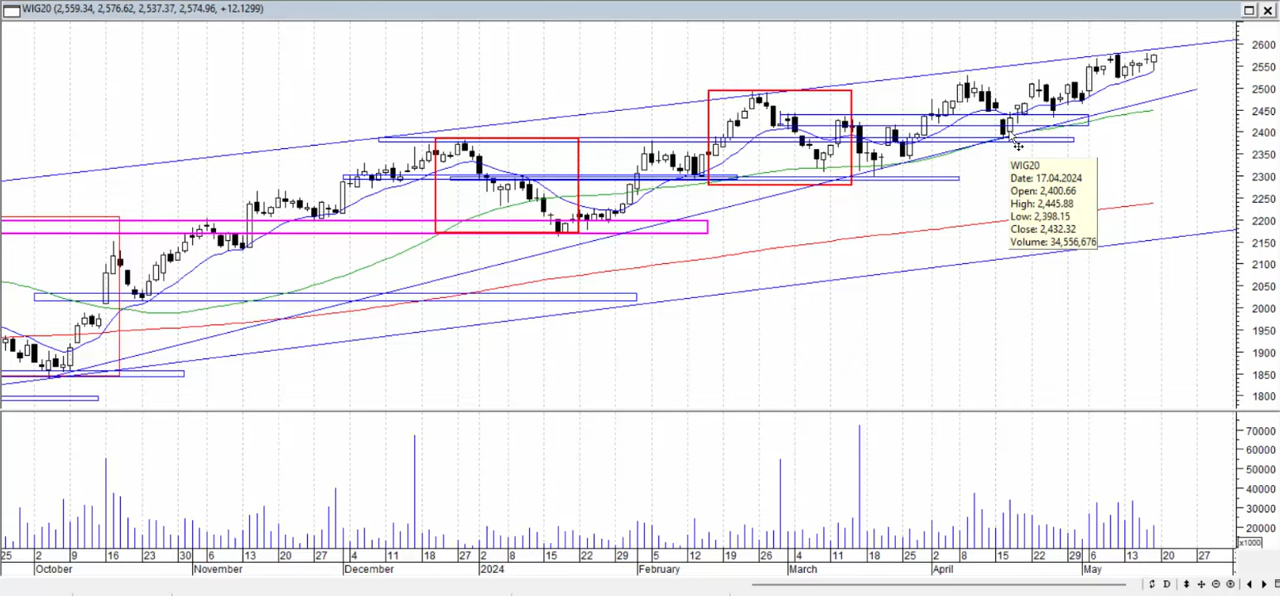 WIG20 (2,559.34, 2,576.62, 2,537.37, 2,574.96, +12.1299)
2600
2550
2500
2450
2400
2350
2300
2250
2200
2150
2100
2050
2000
1950
1900
1850
1800
WIG20
Date: 17.04.2024
Open: 2,400.66
High: 2,445.88
Low: 2,398.15
Close: 2,432.32
Volume: 34,556,676
70000
60000
50000
40000
30000
20000
x1000
25 2 9 16 23 30 6 13 20 27 4 11 18 27 2 8 15 22 29 5 12 19 26 4 11 18 25 2 8 15 22 29 6 13 20 27
October November December 2024 February March April May
D